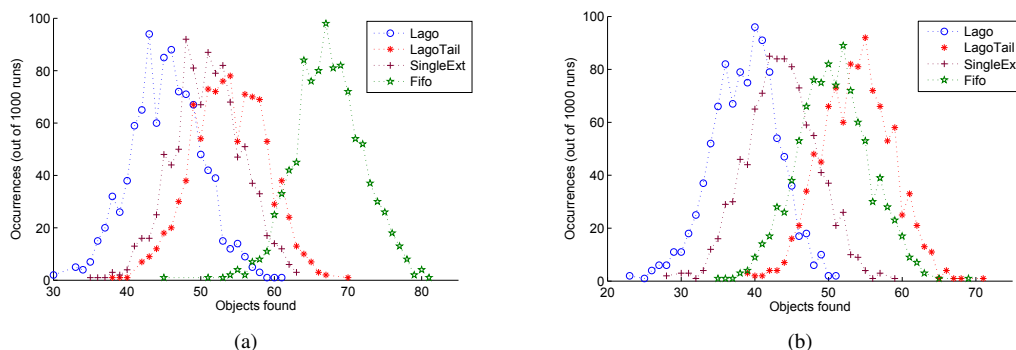 100
80
60
40
20
0
Occurrences (out of 1000 runs)
30 40 50 60 70 80
Objects found
Lago
LagoTail
SingleExt
Fifo
(a)
100
80
60
40
20
0
Occurrences (out of 1000 runs)
20 30 40 50 60 70
Objects found
Lago
LagoTail
SingleExt
Fifo
(b)